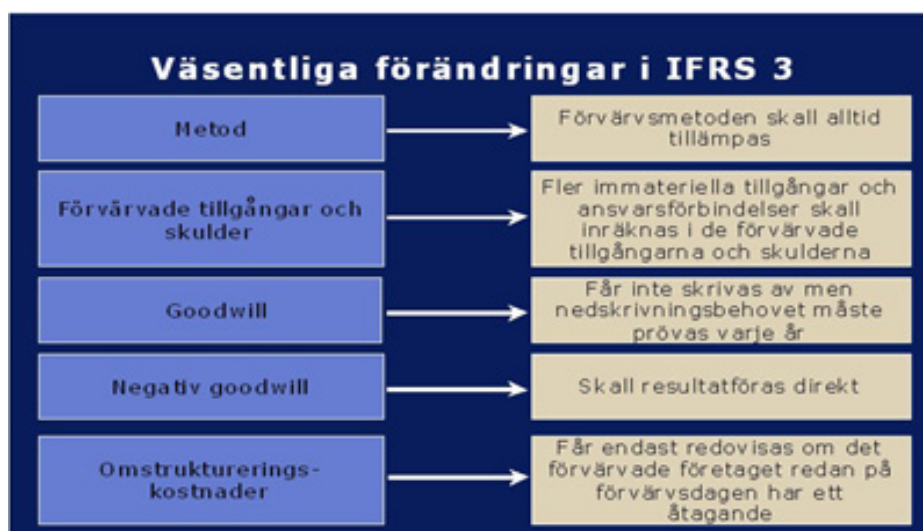 Väsentliga förändringar i IFRS 3
Metod
Förvärvsmetoden skall alltid
tillämpas
Förvärvade tillgångar och
skulder
Fler immateriella tillgångar och
ansvarsförbindelser skall
inräknas i de förvärvade
tillgångarna och skulderna
Goodwill
Får inte skrivas av men
nedskrivningsbehovet måste
prövas varje år
Negativ goodwill
Skall resultatföras direkt
Omstrukturerings-
kostnader
Får endast redovisas om det
förvärvade företaget redan på
förvärvsdagen har ett
åtagande